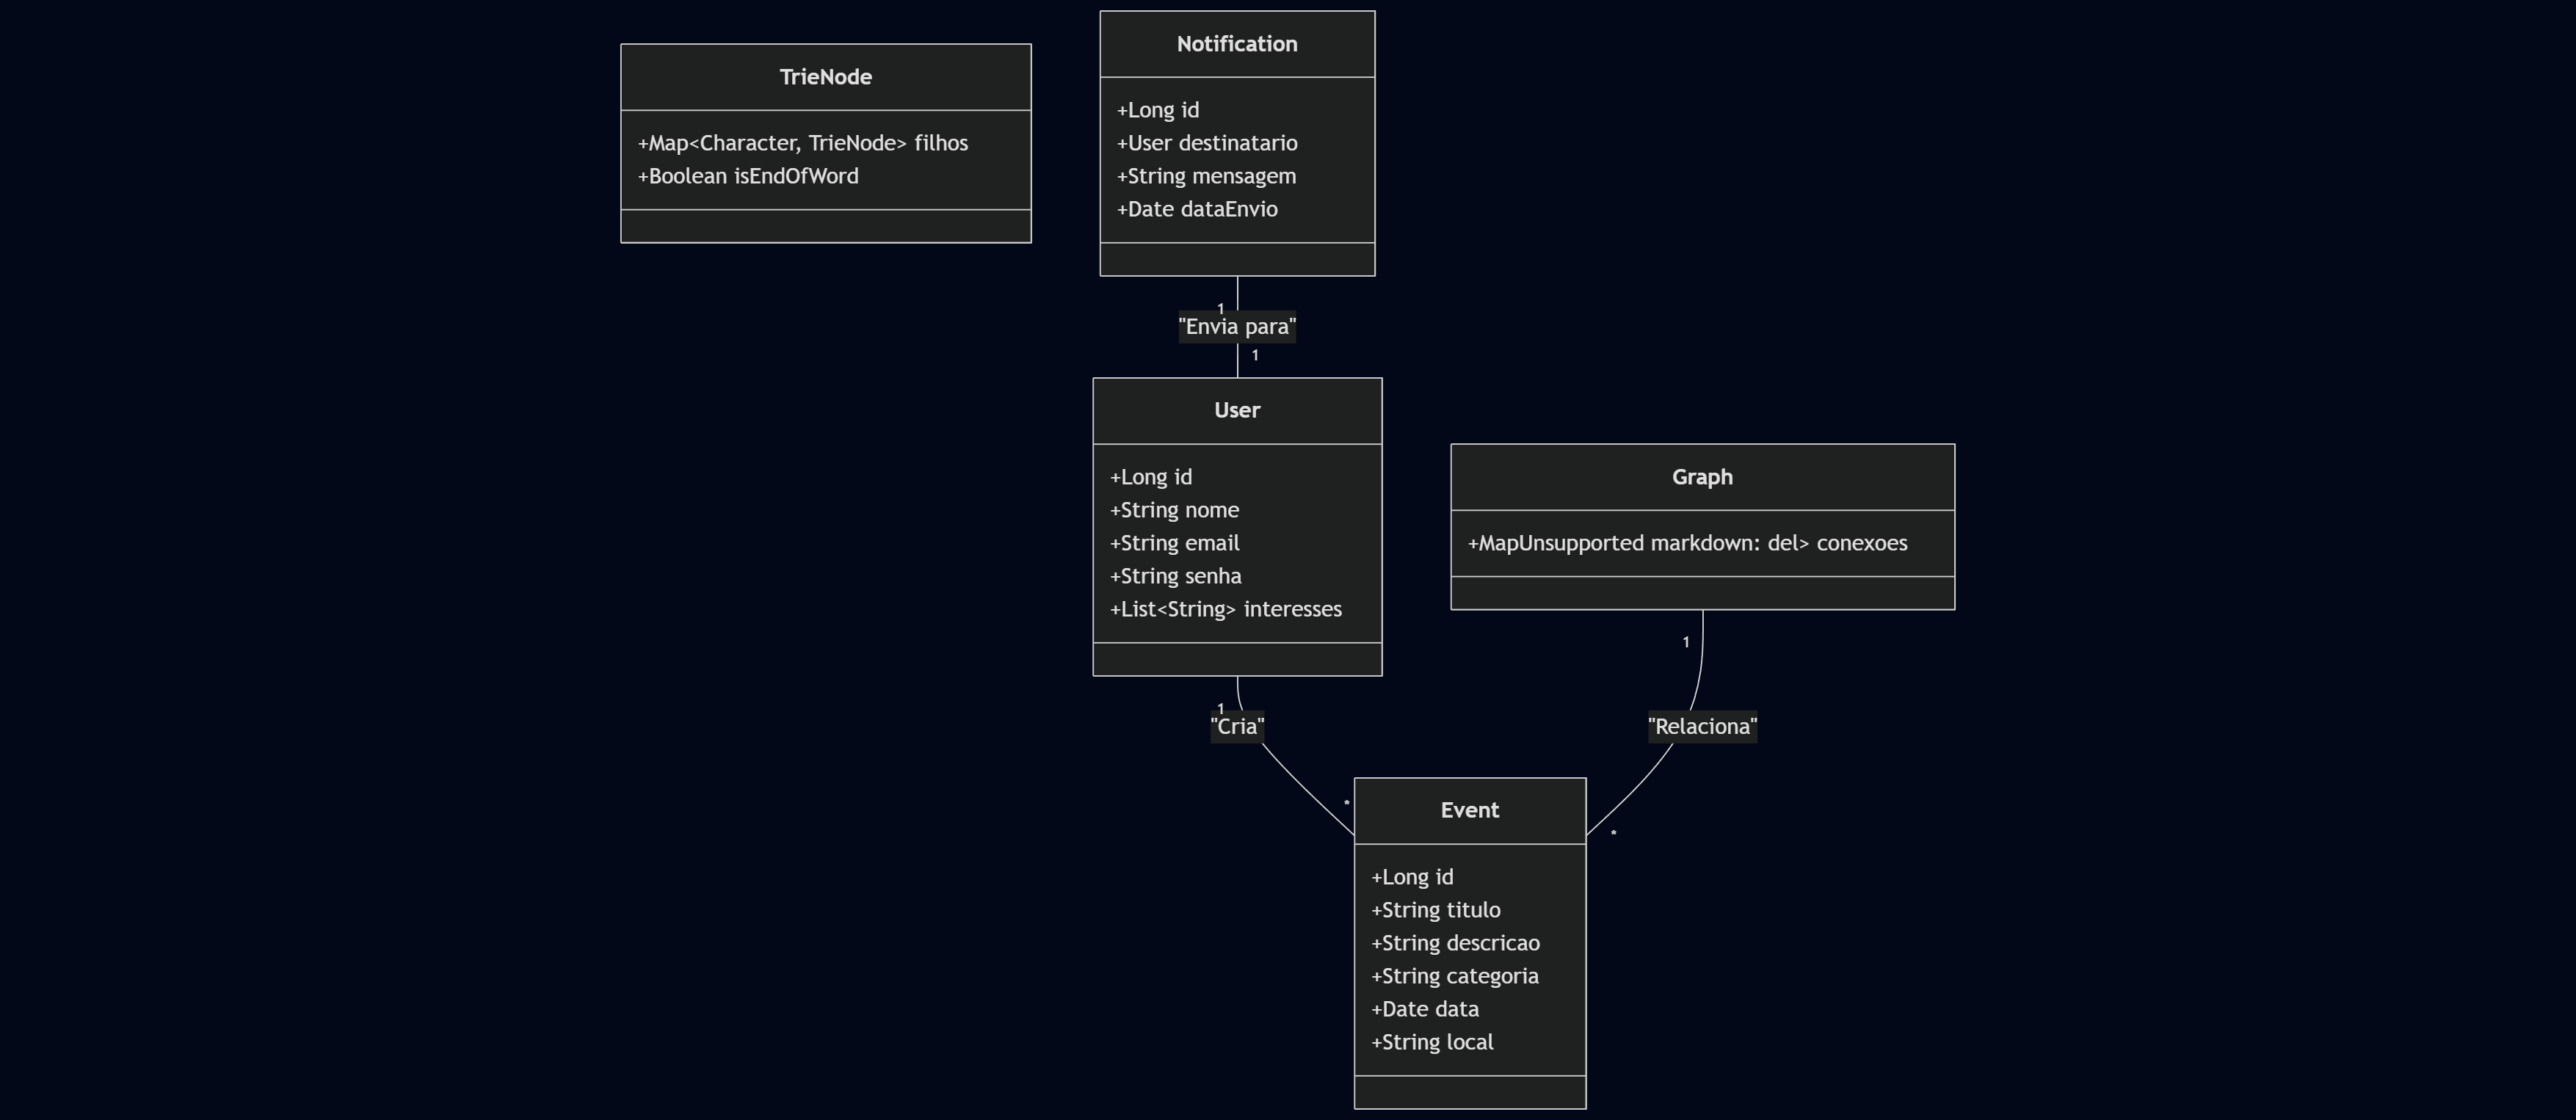 TrieNode
+Map<Character, TrieNode> filhos
+Boolean isEndOfWord
Notification
+Long id
+User destinatario
+String mensagem
+Date dataEnvio
1
"Envia para"
1
User
+Long id
+String nome
+String email
+String senha
+List<String> interesses
Graph
+MapUnsupported markdown: del> conexoes
1
"Cria"
*
1
"Relaciona"
*
Event
+Long id
+String titulo
+String descricao
+String categoria
+Date data
+String local